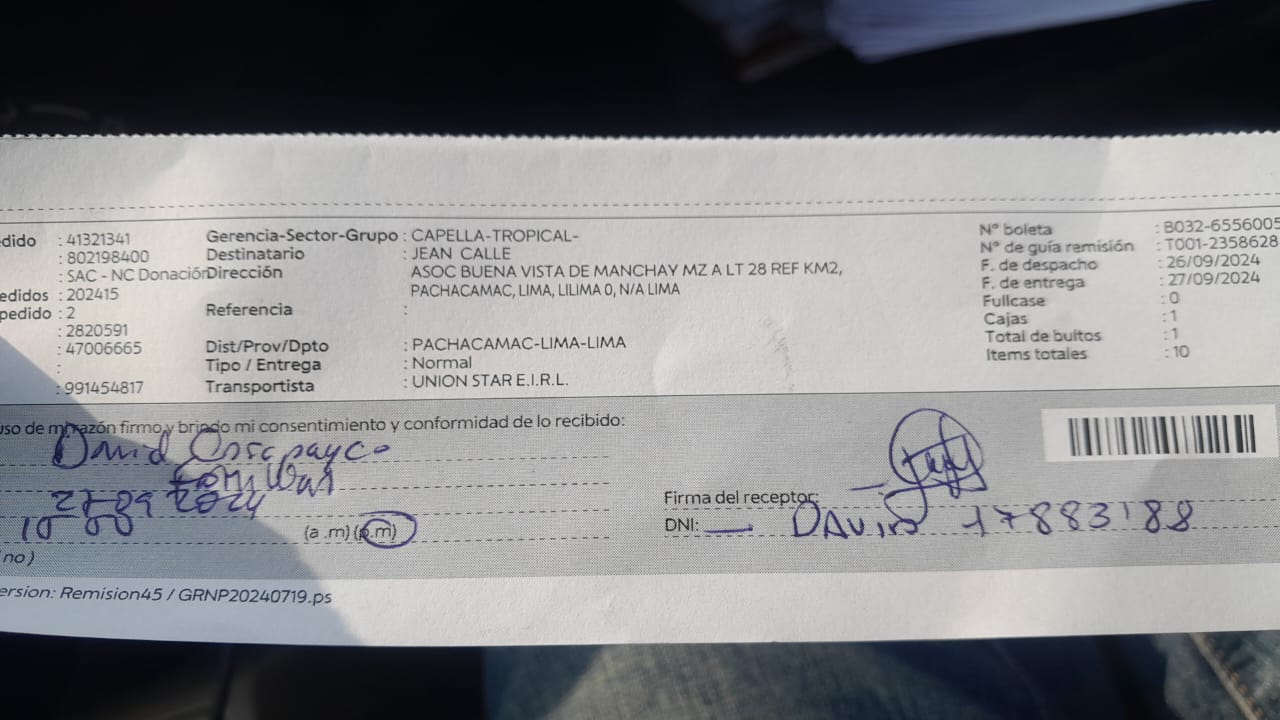 dido : 41321341
: 802198400
: SAC - NC Donación
edidos : 202415
pedido : 2
: 2820591
: 47006665
:
: 991454817
Gerencia-Sector-Grupo : CAPELLA-TROPICAL-
Destinatario : JEAN CALLE
Dirección ASOC BUENA VISTA DE MANCHAY MZ A LT 28 REF KM2,
PACHACAMAC, LIMA, LILIMA 0, N/A LIMA
Referencia :
Dist/Prov/Dpto : PACHACAMAC-LIMA-LIMA
Tipo / Entrega : Normal
Transportista : UNION STAR E.I.R.L.
N° boleta : B032-6556005
N° de guía remisión : T001-2358628
F. de despacho : 26/09/2024
F. de entrega : 27/09/2024
Fullcase : 0
Cajas : 1
Total de bultos : 1
Items totales : 10
uso de mi razón firmo y brindo mi consentimiento y conformidad de lo recibido:
David
27-09 2024
(a .m) (p.m)
no)
Firma del receptor:
DNI: — DAVID 17883188
ersion: Remision45 / GRNP20240719.ps